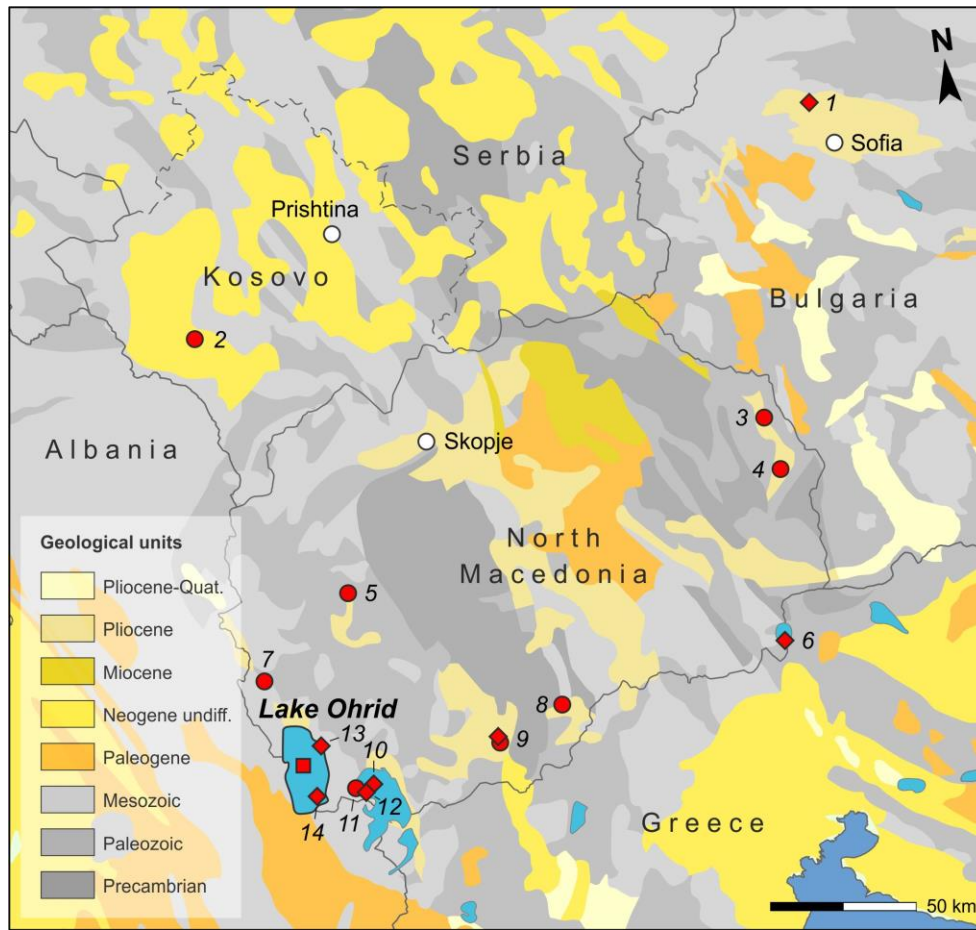 N
1
Sofia
Serbia
Prishtina
Kosovo
Bulgaria
2
3
Albania
Skopje
4
North
Macedonia
Geological units
Pliocene-Quat.
Pliocene
Miocene
Neogene undiff.
Paleogene
Mesozoic
Paleozoic
Precambrian
5
6
7
Lake Ohrid
8
13
9
10
14
11
12
Greece
50 km